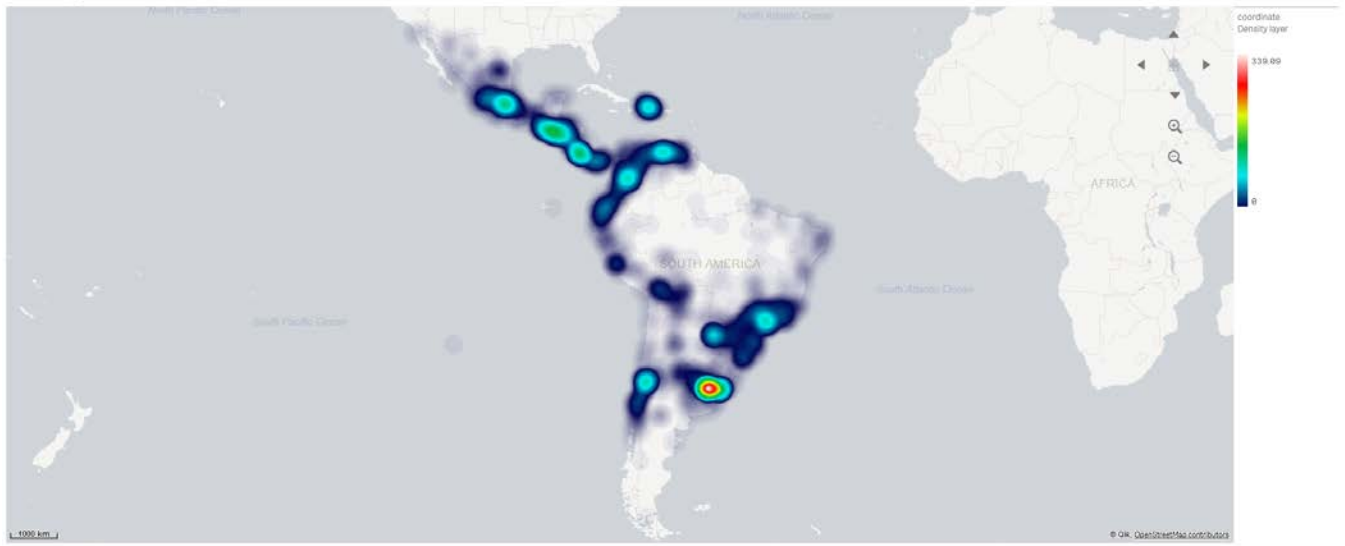 North Pacific Ocean
North Atlantic Ocean
coordinate
Density layer
339.09
0
AFRICA
SOUTH AMERICA
South Atlantic Ocean
South Pacific Ocean
1000 km
© Qlik, OpenStreetMap contributors